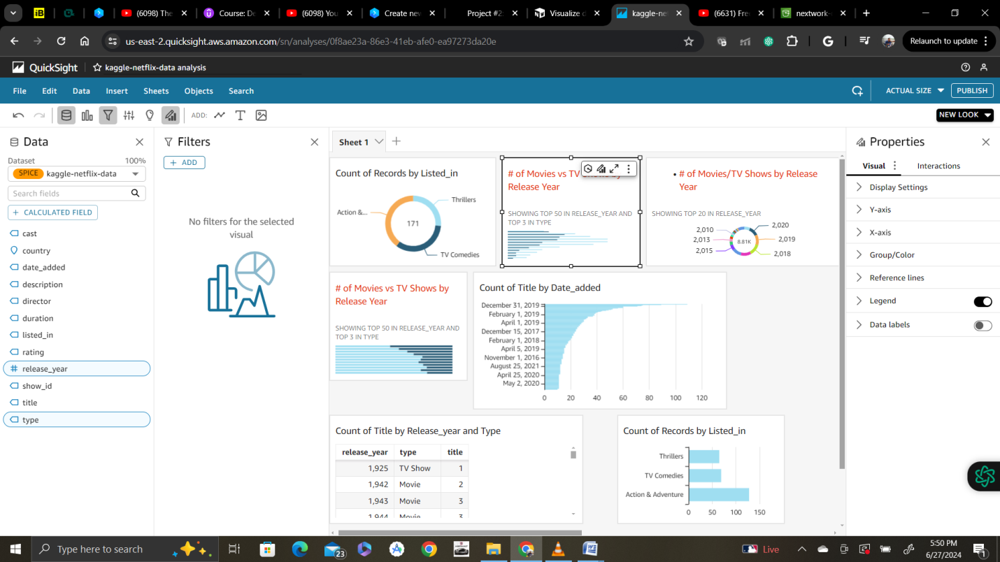 iB
(6098) The
Course: De
(6098) You
Create new
Project #2:
Visualize d
kaggle-net
(6631) Fre
nextwork-
us-east-2.quicksight.aws.amazon.com/sn/analyses/0f8ae23a-86e3-41eb-afe0-ea97273da20e
G
Relaunch to update
QuickSight
kaggle-netflix-data analysis
File Edit Data Insert Sheets Objects Search
ACTUAL SIZE
PUBLISH
ADD:
T
NEW LOOK
Data
Dataset
100%
SPICE kaggle-netflix-data
Search fields
+ CALCULATED FIELD
cast
country
date_added
description
director
duration
listed_in
rating
# release_year
show_id
title
type
Filters
+ ADD
No filters for the selected
visual
Sheet 1
Count of Records by Listed_in
Thrillers
Action &...
171
TV Comedies
# of Movies vs TV Shows by
Release Year
SHOWING TOP 50 IN RELEASE_YEAR AND
TOP 3 IN TYPE
• # of Movies/TV Shows by Release
Year
SHOWING TOP 20 IN RELEASE_YEAR
2,010
2,013
2,015
8.81K
2,020
2,019
2,018
# of Movies vs TV Shows by
Release Year
SHOWING TOP 50 IN RELEASE_YEAR AND
TOP 3 IN TYPE
Count of Title by Date_added
December 31, 2019
February 1, 2019
April 1, 2019
December 15, 2017
February 1, 2018
April 5, 2019
November 1, 2016
August 25, 2021
April 25, 2020
May 2, 2020
0 20 40 60 80 100 120
Count of Title by Release_year and Type
release_year type title
1,925 TV Show 1
1,942 Movie 2
1,943 Movie 3
1,944 Movie 3
Count of Records by Listed_in
Thrillers
TV Comedies
Action & Adventure
0 50 100 150
Properties
Visual
Interactions
Display Settings
Y-axis
X-axis
Group/Color
Reference lines
Legend
Data labels
Type here to search
23
Live
5:50 PM
6/27/2024
1